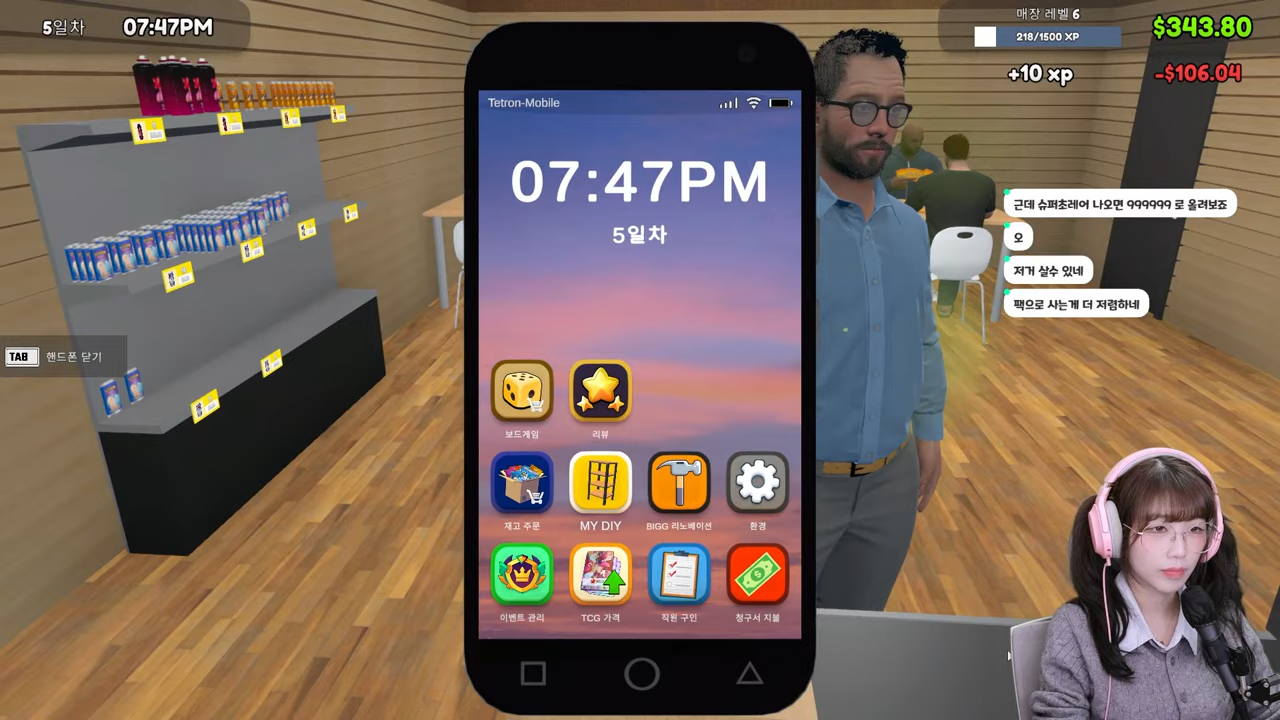 5일차
07:47PM
매장 레벨 6
218/1500 XP
$343.80
+10 xp
-$106.04
Tetron-Mobile
07:47PM
5일차
근데 슈퍼초레어 나오면 999999 로 올려보죠
오
저거 살수 있네
팩으로 사는게 더 저렴하네
TAB
핸드폰 닫기
보드게임
리뷰
재고 주문
MY DIY
BIGG 리노베이션
환경
이벤트 관리
TCG 가격
직원 구인
청구서 지불